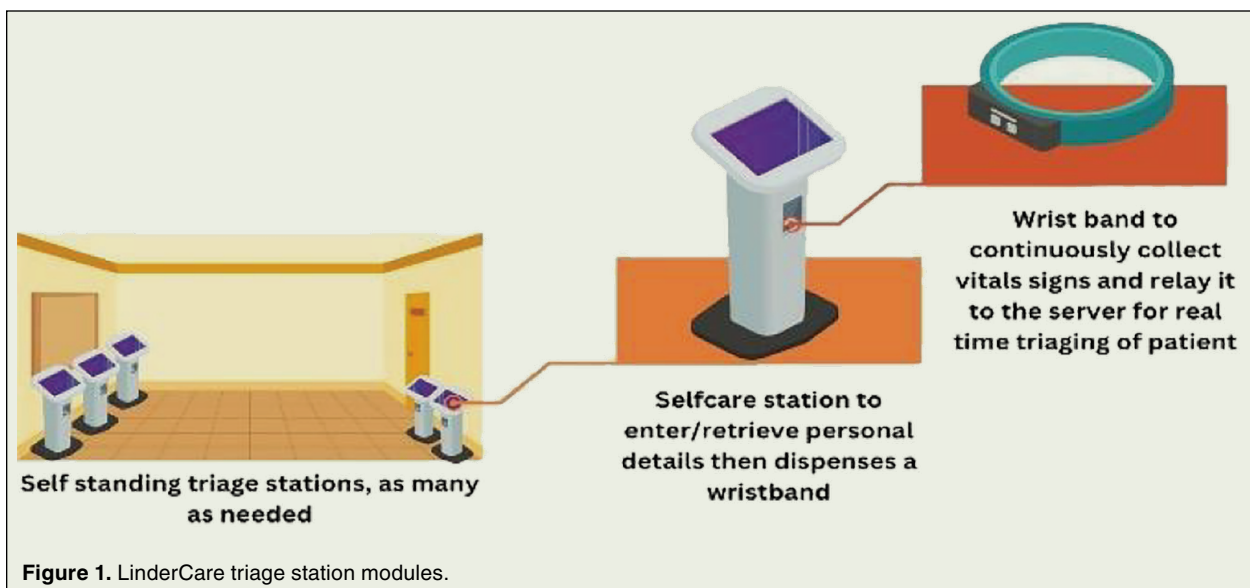 Self standing triage stations, as many
as needed
Selfcare station to
enter/retrieve personal
details then dispenses a
wristband
Wrist band to
continuously collect
vitals signs and relay it
to the server for real
time triaging of patient
Figure 1. LinderCare triage station modules.